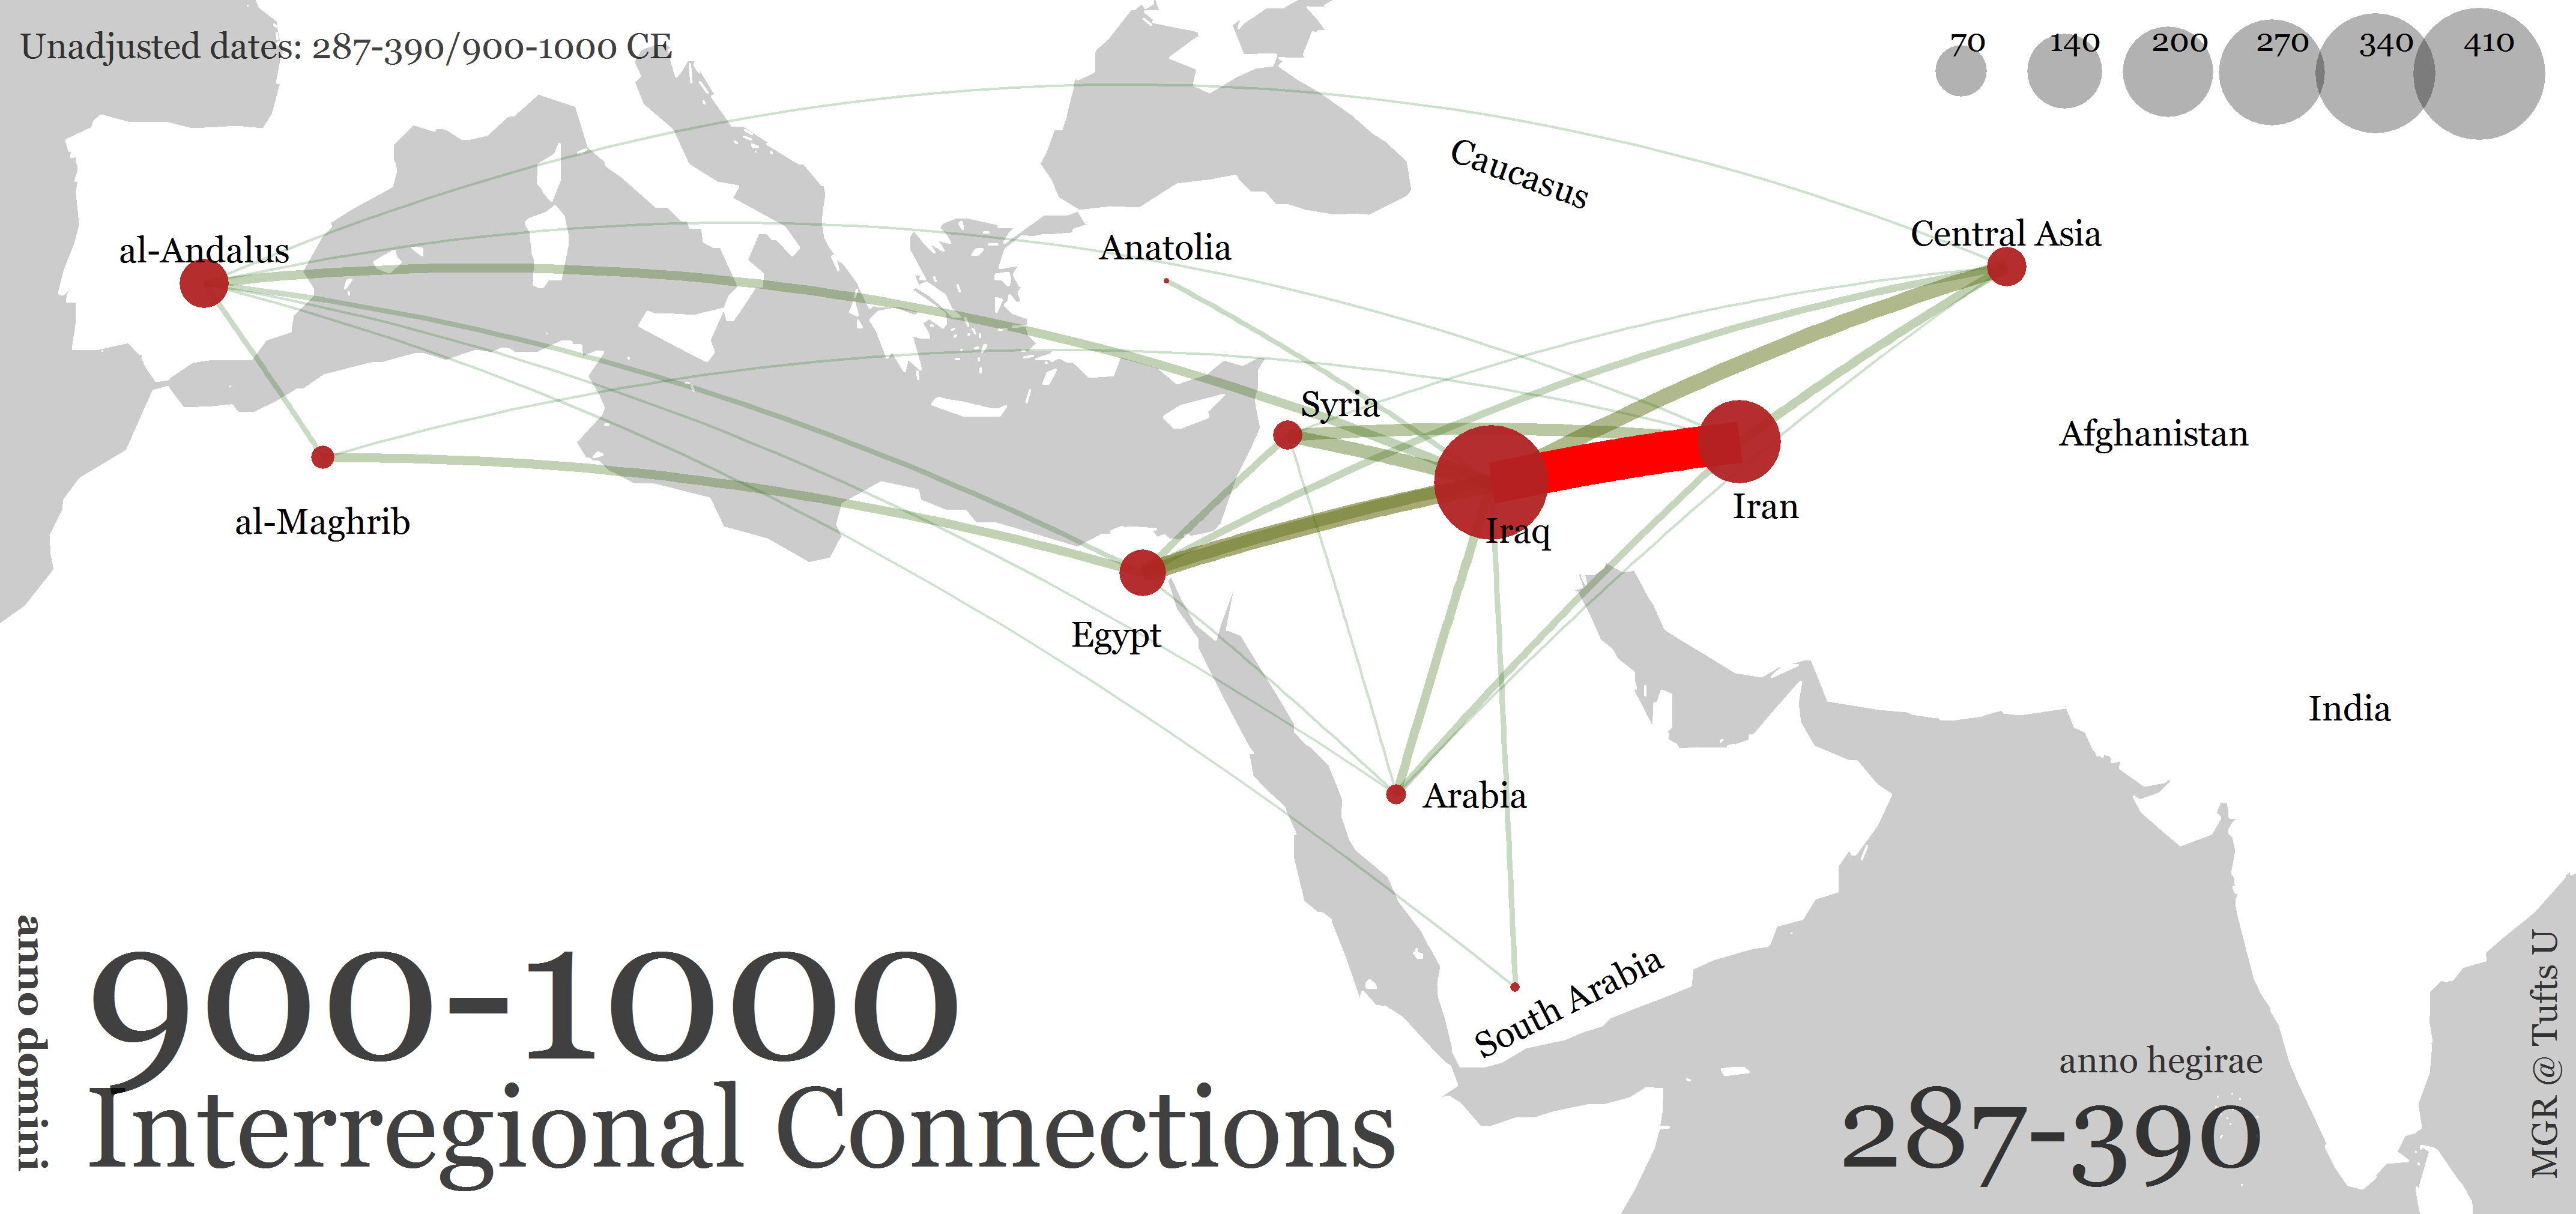 Unadjusted dates: 287-390/900-1000 CE
70 140 200 270 340 410
Caucasus
al-Andalus
Anatolia
Central Asia
Syria
Afghanistan
al-Maghrib
Iraq
Iran
Egypt
India
Arabia
South Arabia
anno domini
900-1000
Interregional Connections
anno hegirae
287-390
MGR @ Tufts U